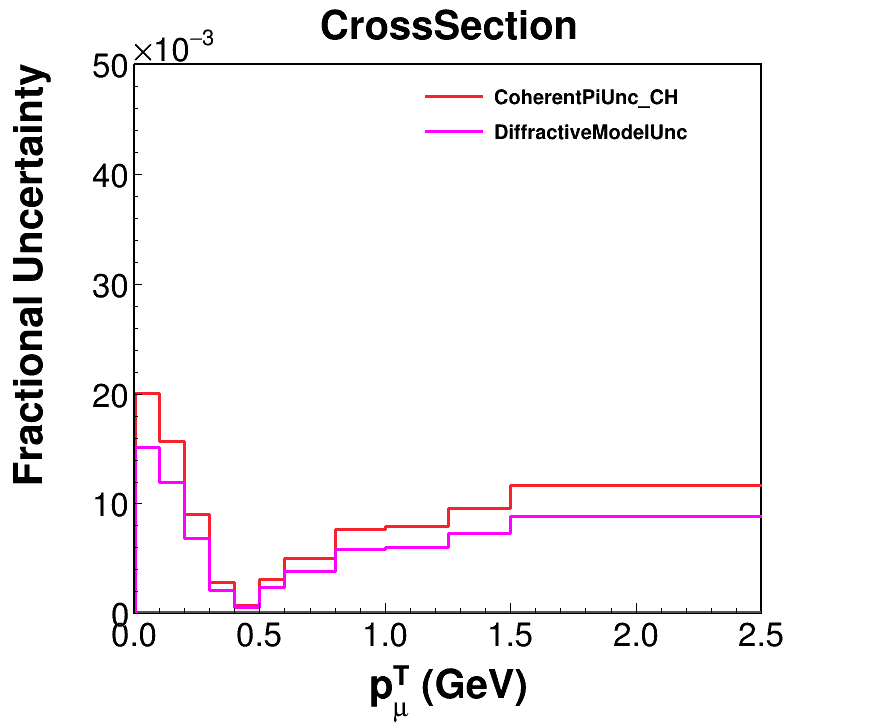 CrossSection
×10⁻³
Fractional Uncertainty
50
40
30
20
10
0
CoherentPiUnc_CH
DiffractiveModelUnc
0.0 0.5 1.0 1.5 2.0 2.5
p_μ^T (GeV)